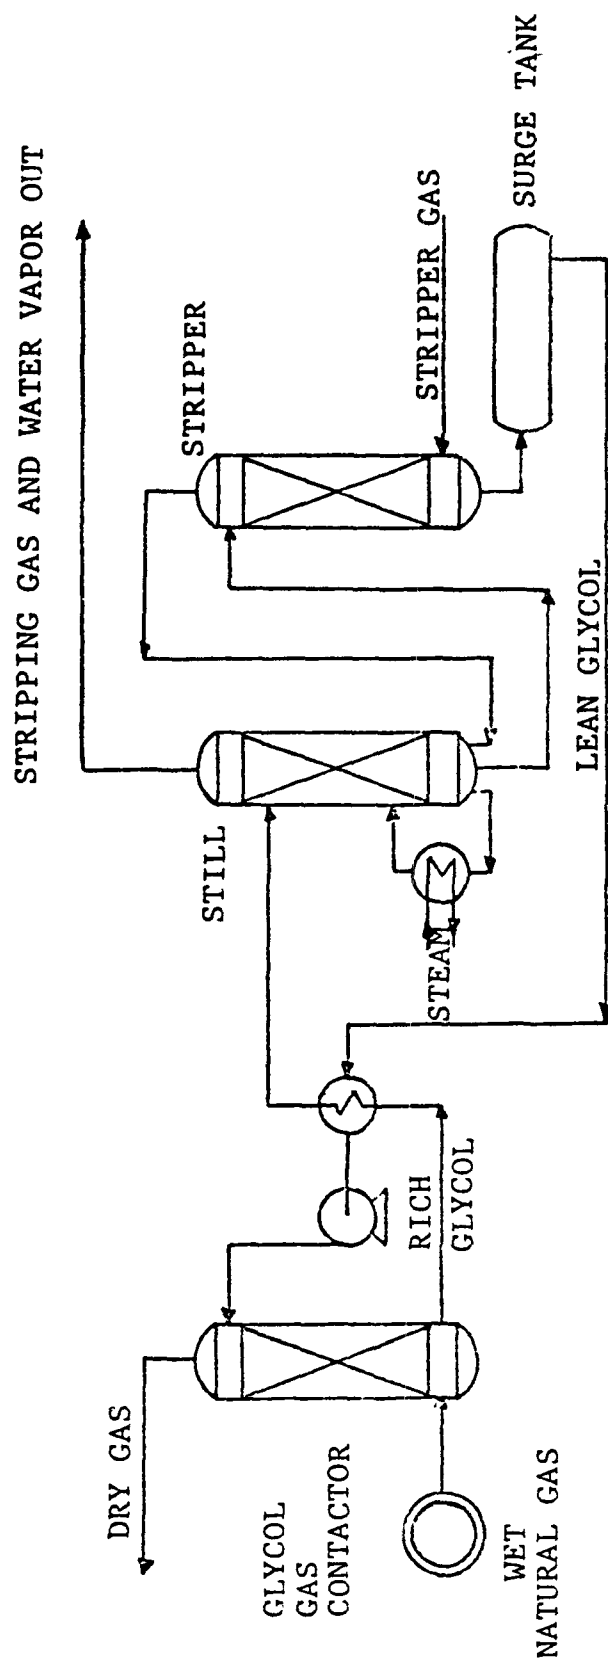 STRIPPING GAS AND WATER VAPOR OUT
DRY GAS
STILL
STRIPPER
GLYCOL
GAS
CONTACTOR
RICH
GLYCOL
STEAM
STRIPPER GAS
WET
NATURAL GAS
LEAN GLYCOL
SURGE TANK